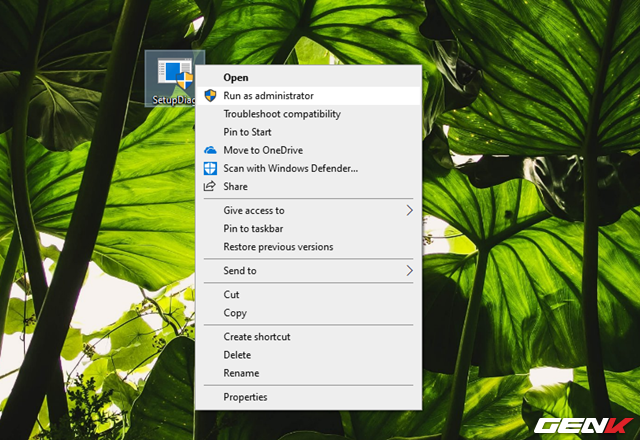 SetupDiag
Open
Run as administrator
Troubleshoot compatibility
Pin to Start
Move to OneDrive
Scan with Windows Defender...
Share
Give access to
Pin to taskbar
Restore previous versions
Send to
Cut
Copy
Create shortcut
Delete
Rename
Properties
GENK